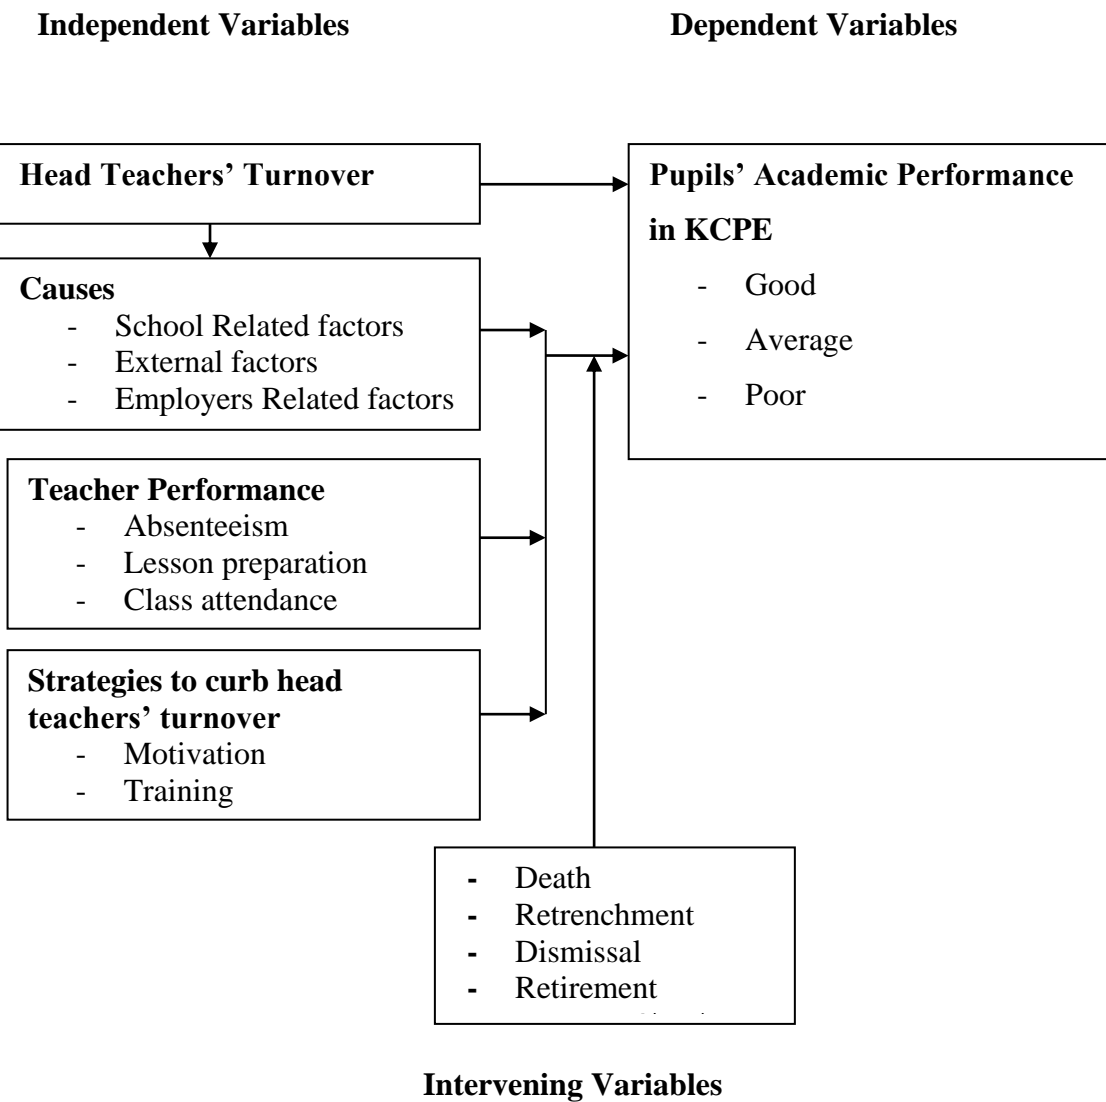 Independent Variables
Dependent Variables
Head Teachers’ Turnover
Causes
- School Related factors
- External factors
- Employers Related factors
Teacher Performance
- Absenteeism
- Lesson preparation
- Class attendance
Strategies to curb head
teachers’ turnover
- Motivation
- Training
Pupils’ Academic Performance
in KCPE
- Good
- Average
- Poor
- Death
- Retrenchment
- Dismissal
- Retirement
Intervening Variables